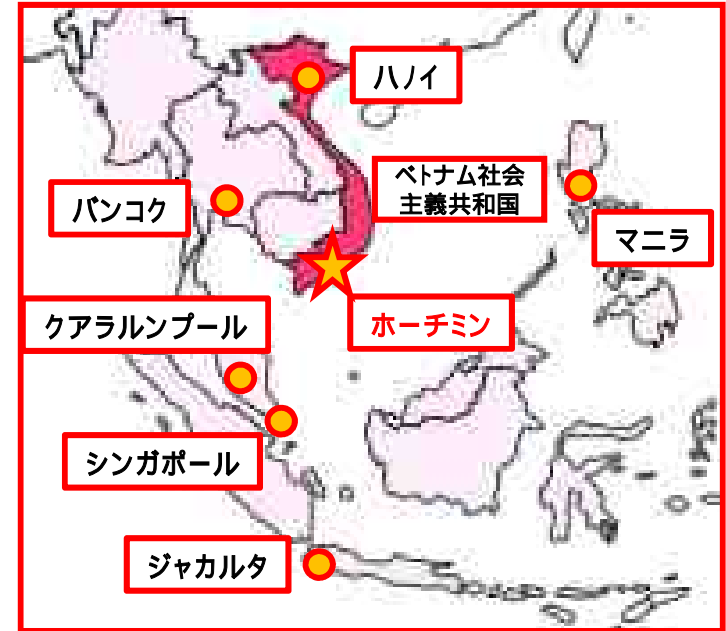 ハノイ
ベトナム社会
主義共和国
バンコク
マニラ
ホーチミン
クアラルンプール
シンガポール
ジャカルタ